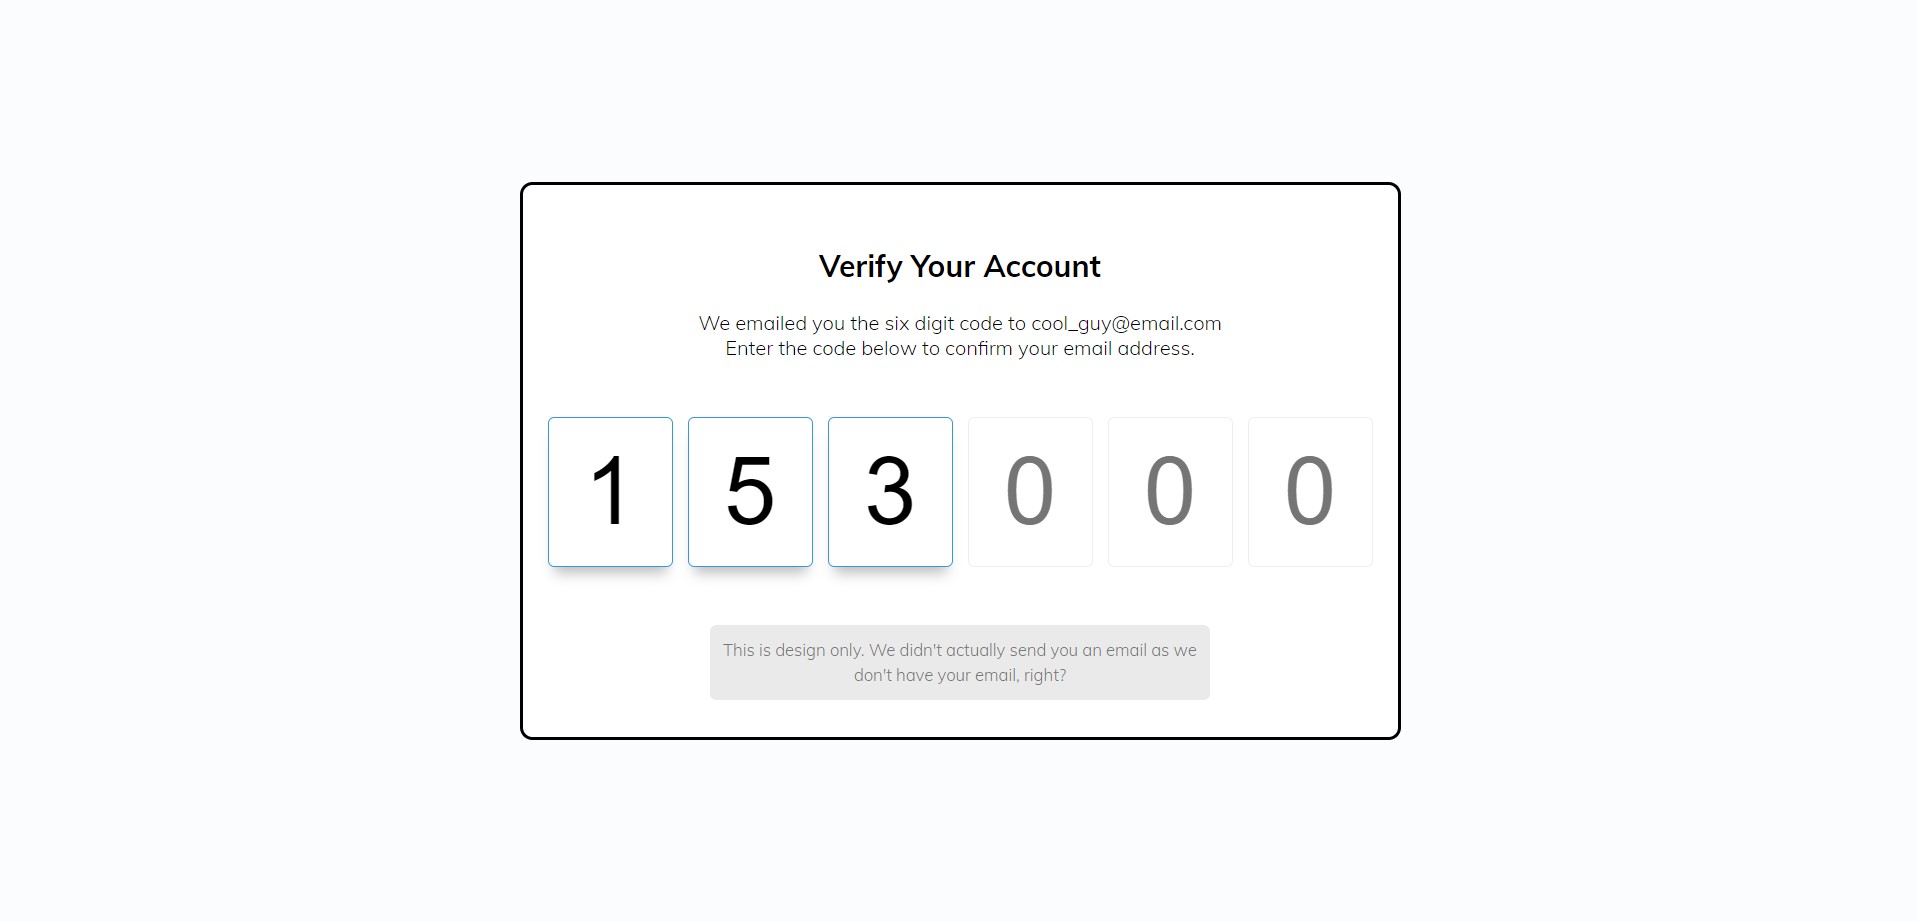 Verify Your Account
We emailed you the six digit code to cool_guy@email.com
Enter the code below to confirm your email address.
1 5 3 0 0 0
This is design only. We didn't actually send you an email as we
don't have your email, right?